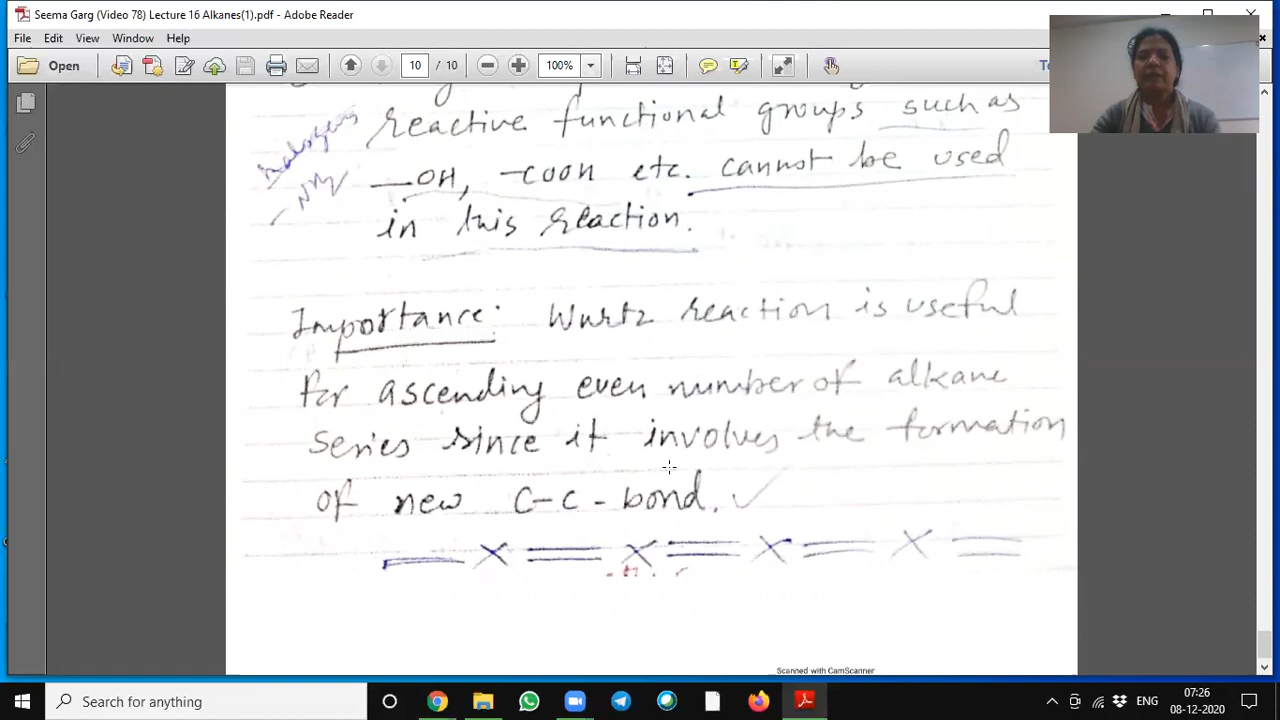 Seema Garg (Video 78) Lecture 16 Alkanes(1).pdf - Adobe Reader
File Edit View Window Help
Open 10 / 10 100%
reactive functional groups such as
halogens
NH2 —OH, -COOH etc. cannot be used
in this reaction.
Importance: Wurtz reaction is useful
for ascending even number of alkane
series since it involves the formation
of new C-C-bond.
Scanned with CamScanner
Search for anything
ENG
07:26
08-12-2020